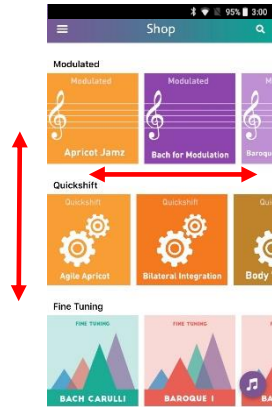 95% 3:00
Shop
Modulated
Modulated
Modulated
Apricot Jamz
Bach for Modulation
Baroque
Quickshift
Quickshift
Quickshift
Agile Apricot
Bilateral Integration
Body
Fine Tuning
FINE TUNING
FINE TUNING
BACH CARULLI
BAROQUE I